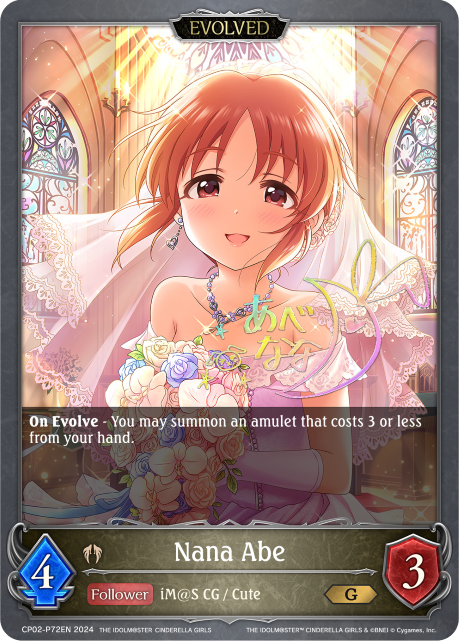 EVOLVED
あべ
なな
On Evolve - You may summon an amulet that costs 3 or less
from your hand.
4
Nana Abe
3
Follower iM@S CG / Cute
G
CP02-P72EN 2024 THE IDOLM@STER CINDERELLA GIRLS THE IDOLM@STER™ CINDERELLA GIRLS & ©BNEI © Cygames, Inc.